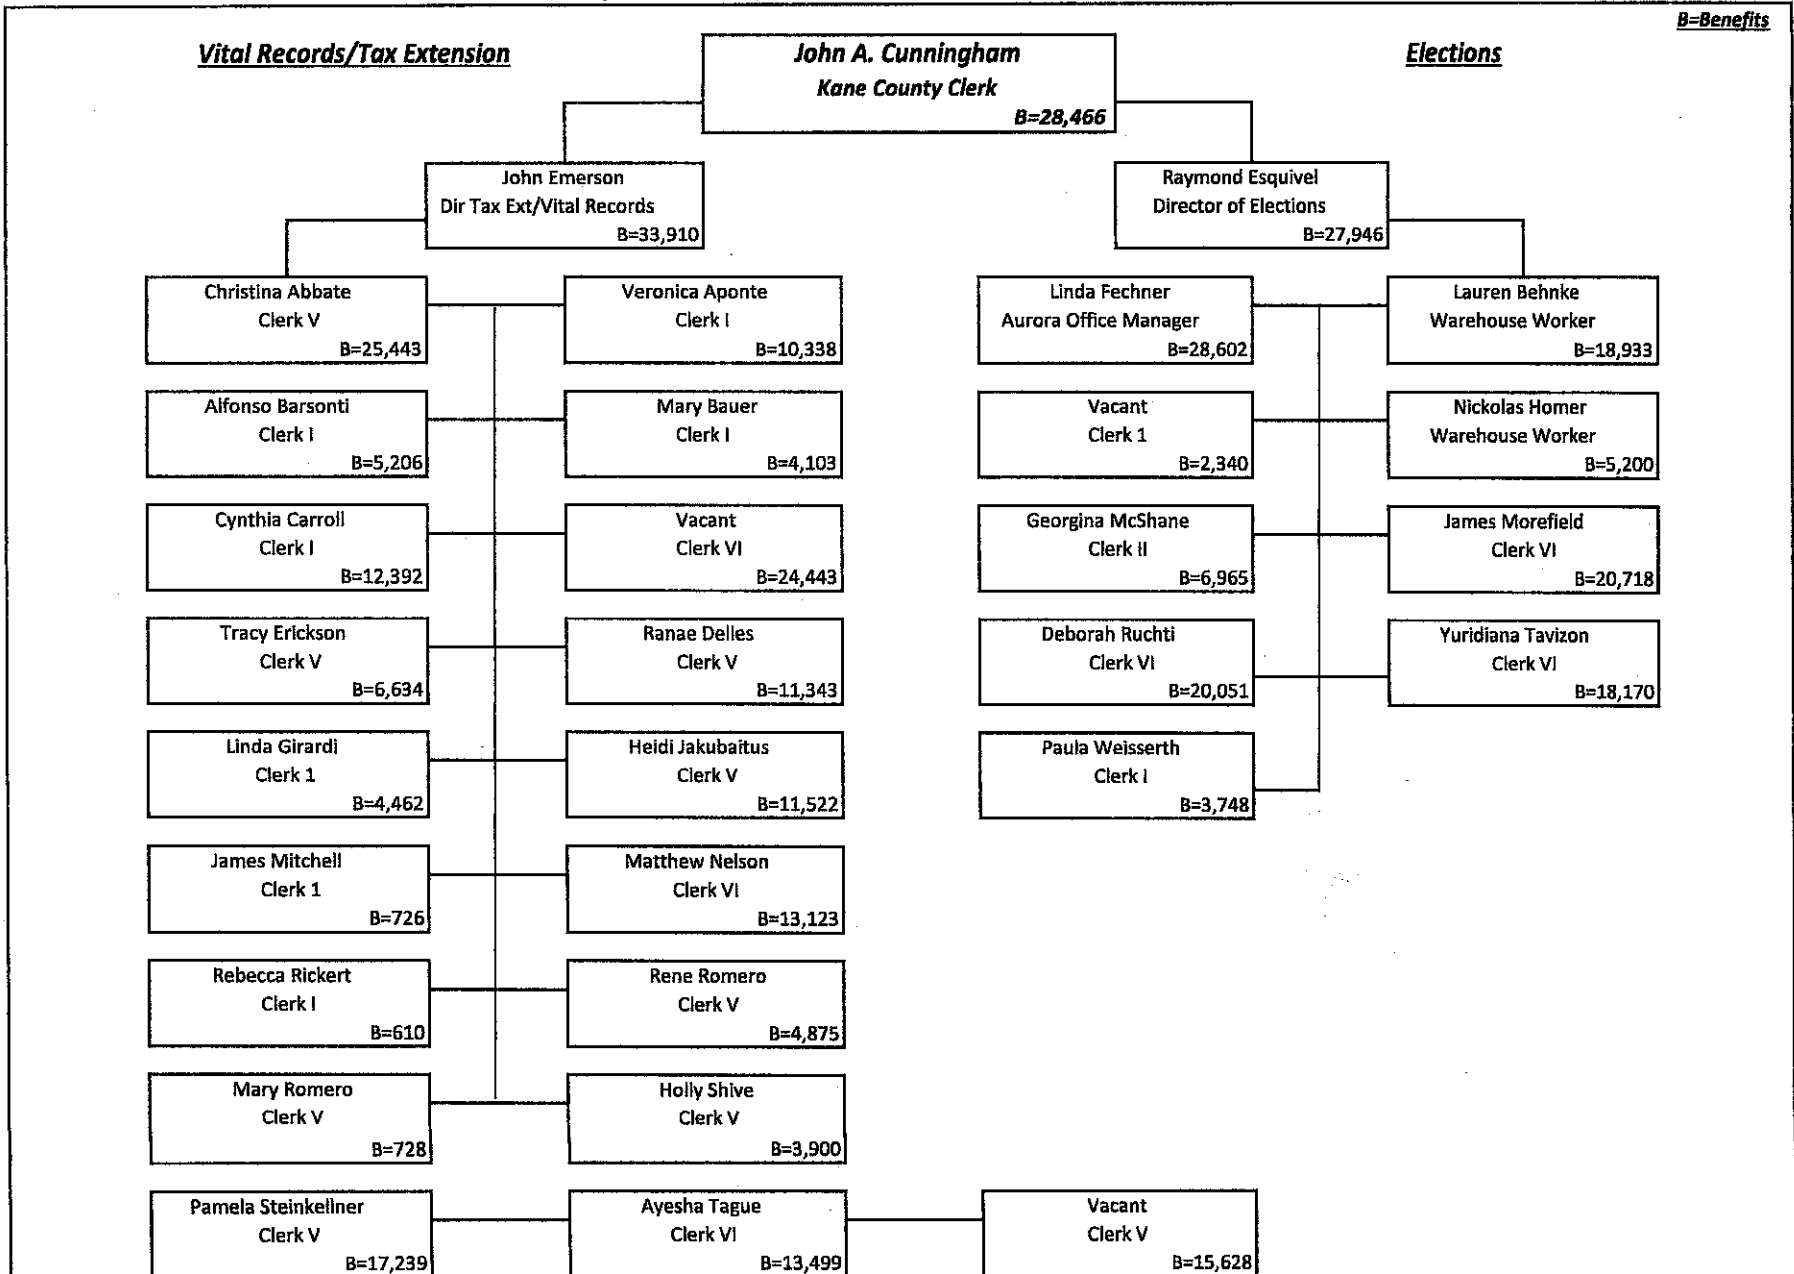 B=Benefits
Vital Records/Tax Extension
John A. Cunningham
Kane County Clerk
B=28,466
Elections
John Emerson
Dir Tax Ext/Vital Records
B=33,910
Raymond Esquivel
Director of Elections
B=27,946
Christina Abbate
Clerk V
B=25,443
Veronica Aponte
Clerk I
B=10,338
Linda Fechner
Aurora Office Manager
B=28,602
Lauren Behnke
Warehouse Worker
B=18,933
Alfonso Barsonti
Clerk I
B=5,206
Mary Bauer
Clerk I
B=4,103
Vacant
Clerk 1
B=2,340
Nickolas Homer
Warehouse Worker
B=5,200
Cynthia Carroll
Clerk I
B=12,392
Vacant
Clerk VI
B=24,443
Georgina McShane
Clerk II
B=6,965
James Morefield
Clerk VI
B=20,718
Tracy Erickson
Clerk V
B=6,634
Ranae Delles
Clerk V
B=11,343
Deborah Ruchti
Clerk VI
B=20,051
Yuridiana Tavizon
Clerk VI
B=18,170
Linda Girardi
Clerk 1
B=4,462
Heidi Jakubaitus
Clerk V
B=11,522
Paula Weisserth
Clerk I
B=3,748
James Mitchell
Clerk 1
B=726
Matthew Nelson
Clerk VI
B=13,123
Rebecca Rickert
Clerk I
B=610
Rene Romero
Clerk V
B=4,875
Mary Romero
Clerk V
B=728
Holly Shive
Clerk V
B=3,900
Pamela Steinkellner
Clerk V
B=17,239
Ayesha Tague
Clerk VI
B=13,499
Vacant
Clerk V
B=15,628